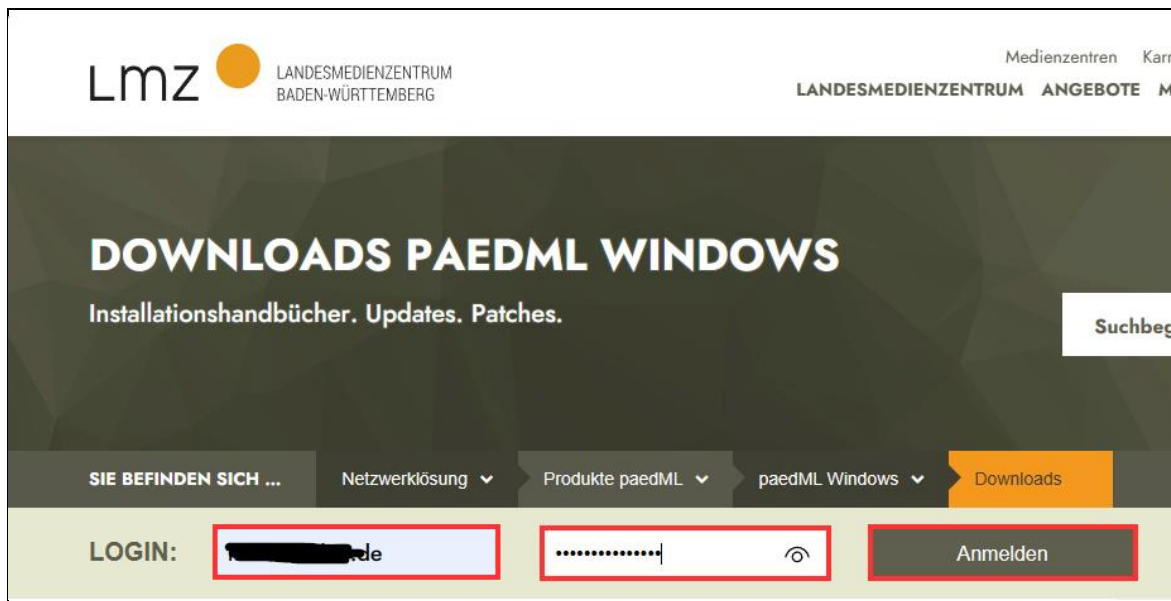 Medienzentren
LMZ LANDESMEDIENZENTRUM
BADEN-WÜRTTEMBERG
LANDESMEDIENZENTRUM ANGEBOTE
DOWNLOADS PAEDML WINDOWS
Installationshandbücher. Updates. Patches.
SIE BEFINDEN SICH ... Netzwerklösung Produkte paedML paedML Windows Downloads
LOGIN: .de Anmelden